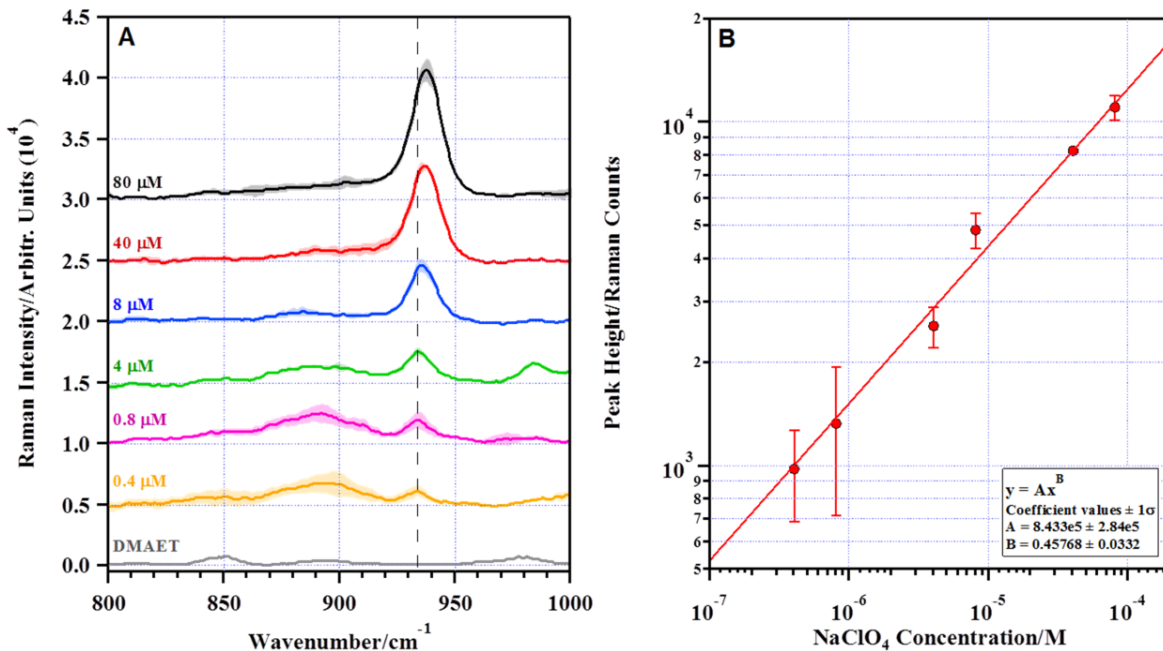 A
4.5
4.0
3.5
3.0
2.5
2.0
1.5
1.0
0.5
0.0
Raman Intensity/Arbitr. Units (10⁴)
80 µM
40 µM
8 µM
4 µM
0.8 µM
0.4 µM
DMAET
800
850
900
950
1000
Wavenumber/cm⁻¹
B
2
10⁴
8
7
6
5
4
3
2
10³
8
7
6
5
Peak Height/Raman Counts
y = Axᴮ
Coefficient values ± 1σ
A = 8.433e5 ± 2.84e5
B = 0.45768 ± 0.0332
10⁻⁷
10⁻⁶
10⁻⁵
10⁻⁴
NaClO₄ Concentration/M